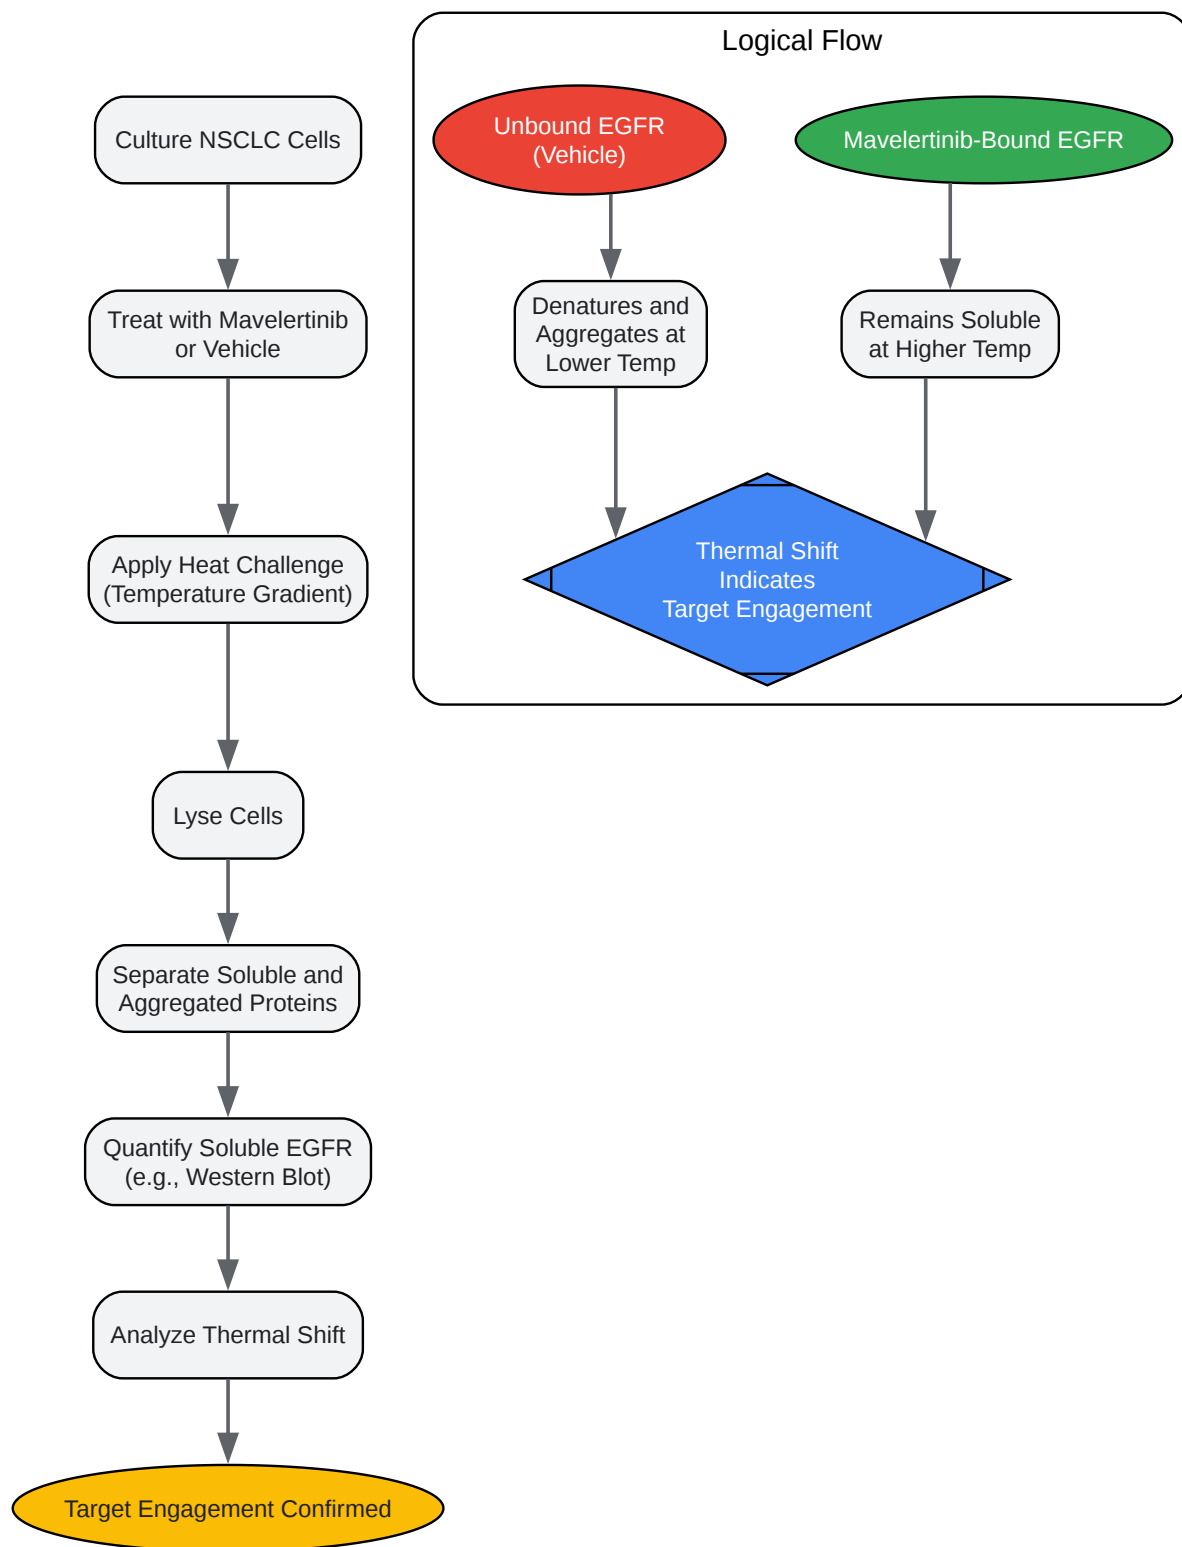 Culture NSCLC Cells
Treat with Mavelertinib
or Vehicle
Apply Heat Challenge
(Temperature Gradient)
Lyse Cells
Separate Soluble and
Aggregated Proteins
Quantify Soluble EGFR
(e.g., Western Blot)
Analyze Thermal Shift
Target Engagement Confirmed
Logical Flow
Unbound EGFR
(Vehicle)
Denatures and
Aggregates at
Lower Temp
Mavelertinib-Bound EGFR
Remains Soluble
at Higher Temp
Thermal Shift
Indicates
Target Engagement